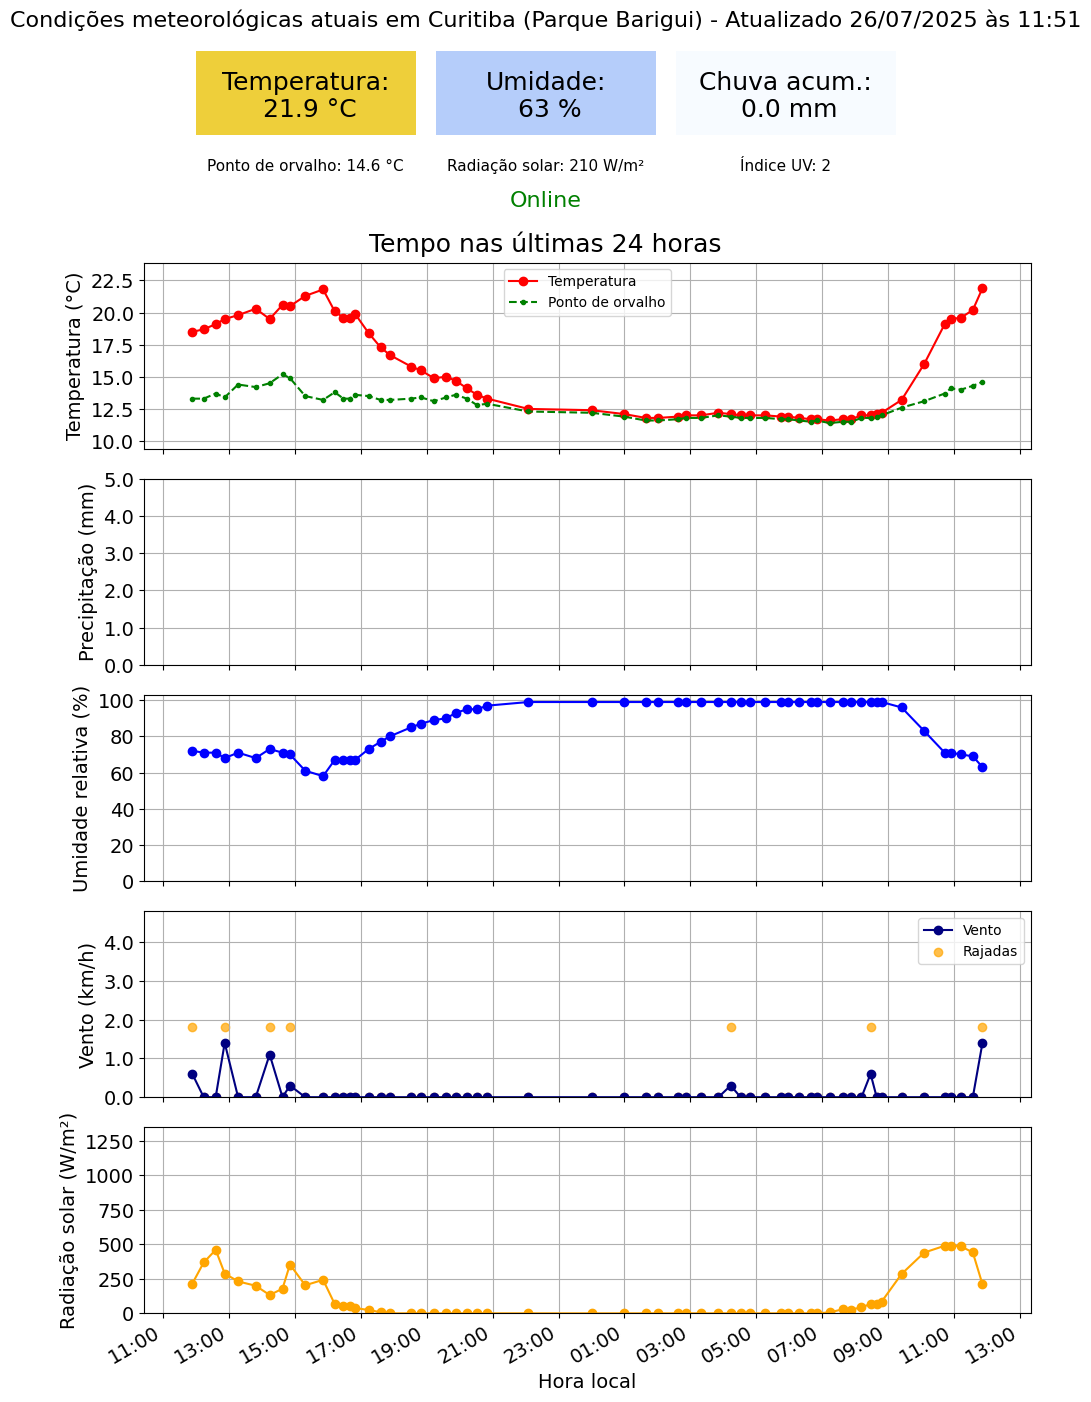 Condições meteorológicas atuais em Curitiba (Parque Barigui) - Atualizado 26/07/2025 às 11:51
Temperatura:
21.9 °C
Umidade:
63 %
Chuva acum.:
0.0 mm
Ponto de orvalho: 14.6 °C
Radiação solar: 210 W/m²
Índice UV: 2
Online
Tempo nas últimas 24 horas
Temperatura (°C)
22.5
20.0
17.5
15.0
12.5
10.0
Temperatura
Ponto de orvalho
Precipitação (mm)
5.0
4.0
3.0
2.0
1.0
0.0
Umidade relativa (%)
100
80
60
40
20
0
Vento (km/h)
4.0
3.0
2.0
1.0
0.0
Vento
Rajadas
Radiação solar (W/m²)
1250
1000
750
500
250
0
11:00
13:00
15:00
17:00
19:00
21:00
23:00
01:00
03:00
05:00
07:00
09:00
11:00
13:00
Hora local